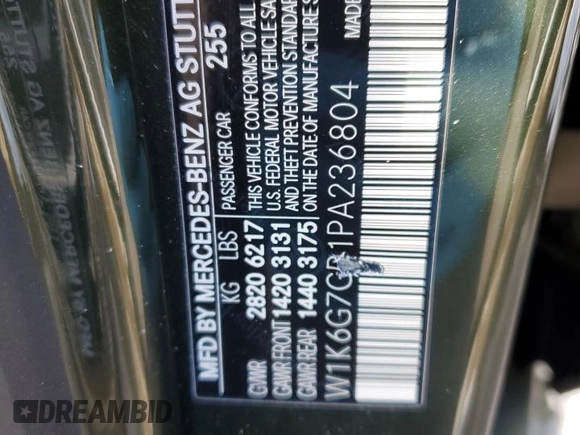 MFD BY MERCEDES-BENZ AG STUTT
255
KG LBS PASSENGER CAR
GVWR 2820 6217 THIS VEHICLE CONFORMS TO ALL
GAWR FRONT 1420 3131 U.S. FEDERAL MOTOR VEHICLE SA
GAWR REAR 1440 3175 AND THEFT PREVENTION STANDAR
ON THE DATE OF MANUFACTURE
W1K6G7GB1PA236804 MADE
DREAMBID